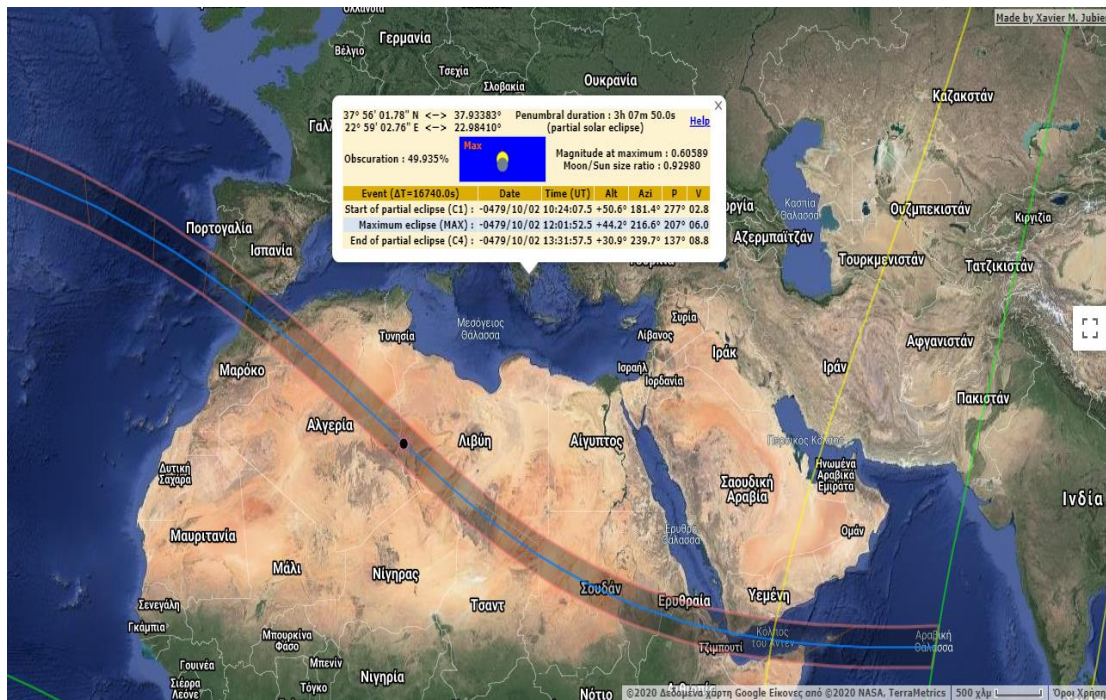 Ολλανδία
Made by Xavier M. Jubier
Βέλγιο
Γερμανία
Τσεχία
Σλοβακία
Ουκρανία
Καζακστάν
37° 56' 01.78" N <—> 37.93383° Penumbral duration : 3h 07m 50.0s
22° 59' 02.76" E <—> 22.98410° (partial solar eclipse) Help
Max
Obscuration : 49.935% Magnitude at maximum : 0.60589
Moon/Sun size ratio : 0.92980
Event (ΔT=16740.0s) Date Time (UT) Alt Azi P V
Start of partial eclipse (C1) : -0479/10/02 10:24:07.5 +50.6° 181.4° 277° 02.8
Maximum eclipse (MAX) : -0479/10/02 12:01:52.5 +44.2° 216.6° 207° 06.0
End of partial eclipse (C4) : -0479/10/02 13:31:57.5 +30.9° 239.7° 137° 08.8
Κασπία
Θάλασσα
Ουζμπεκιστάν
Κιργιζία
Πορτογαλία
Ισπανία
Αζερμπαϊτζάν
Τουρκμενιστάν
Τατζικιστάν
Μεσόγειος
Θάλασσα
Τυνησία
Συρία
Λίβανος
Ιράκ
Ισραήλ
Ιορδανία
Ιράν
Αφγανιστάν
Πακιστάν
Μαρόκο
Αλγερία
Λιβύη
Αίγυπτος
Περσικός Κόλπος
Ηνωμένα
Αραβικά
Εμιράτα
Δυτική
Σαχάρα
Σαουδική
Αραβία
Ινδία
Ερυθρά
Θάλασσα
Ομάν
Μαυριτανία
Μάλι
Νίγηρας
Τσαντ
Σουδάν
Ερυθραία
Υεμένη
Σενεγάλη
Γκάμπια
Μπουρκίνα
Φάσο
Κόλπος
του Άντεν
Τζιμπουτί
Αραβική
Θάλασσα
Γουινέα
Σιέρρα
Λεόνε
Μπενίν
Τόγκο
Νιγηρία
Νότιο
©2020 Δεδομένα χάρτη Google Εικόνες από ©2020 NASA, TerraMetrics 500 χλμ Όροι Χρήση